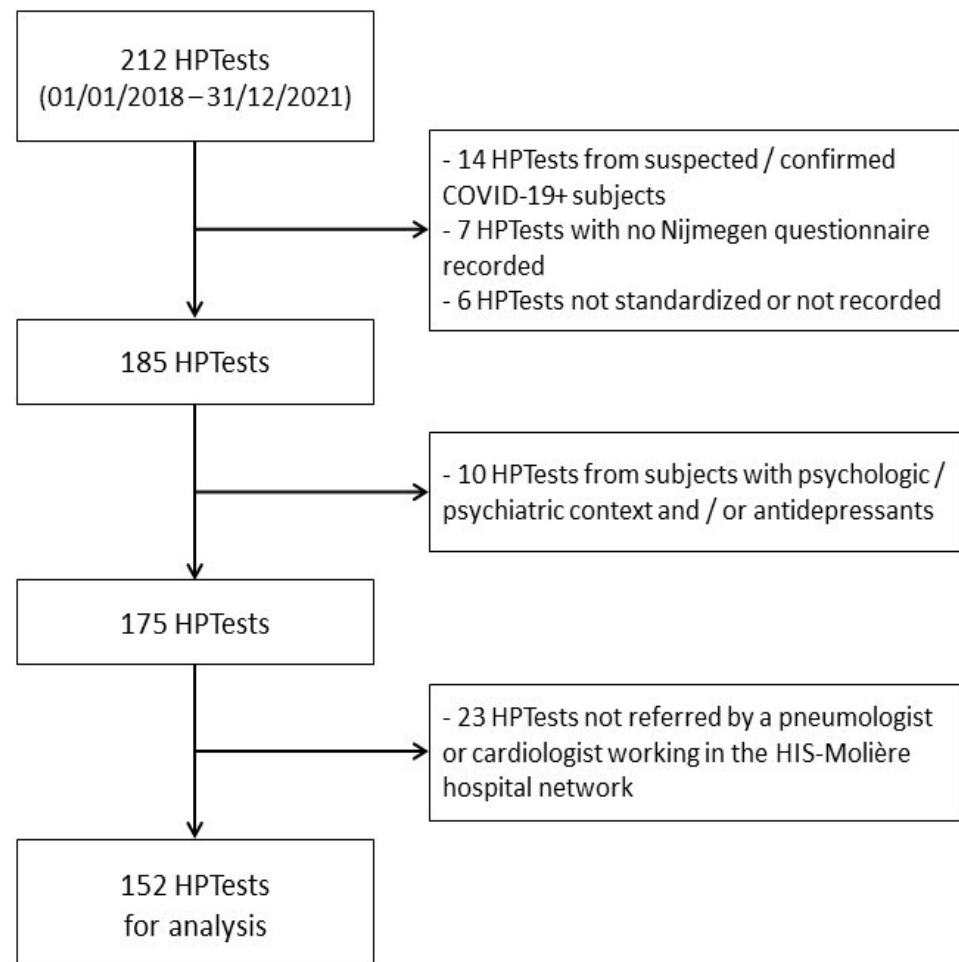 212 HPTests
(01/01/2018 – 31/12/2021)
- 14 HPTests from suspected / confirmed
COVID-19+ subjects
- 7 HPTests with no Nijmegen questionnaire
recorded
- 6 HPTests not standardized or not recorded
185 HPTests
- 10 HPTests from subjects with psychologic /
psychiatric context and / or antidepressants
175 HPTests
- 23 HPTests not referred by a pneumologist
or cardiologist working in the HIS-Molière
hospital network
152 HPTests
for analysis